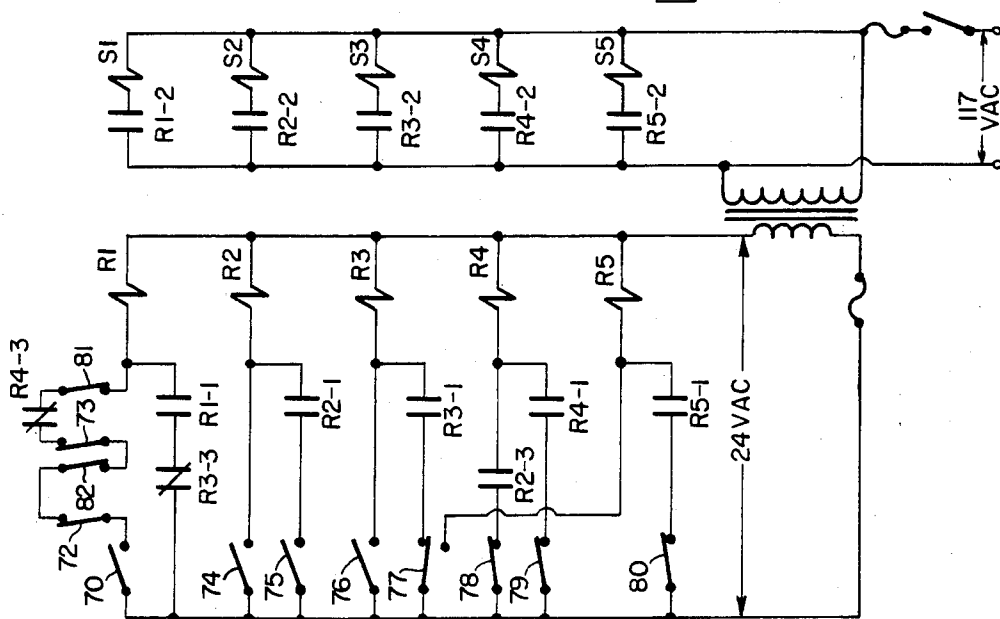 S1
R1-2
S2
R2-2
S3
R3-2
S4
R4-2
S5
R5-2
117
VAC
R1
R2
R3
R4
R5
R4-3
81
73
82
72
70
R1-1
R3-3
74
75
R2-1
76
77
R3-1
78
R2-3
79
R4-1
80
R5-1
24VAC